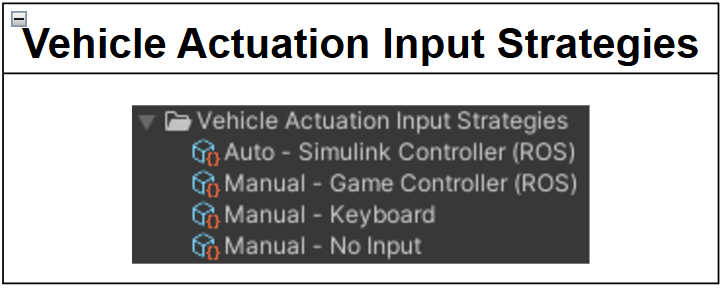 Vehicle Actuation Input Strategies
Vehicle Actuation Input Strategies
Auto - Simulink Controller (ROS)
Manual - Game Controller (ROS)
Manual - Keyboard
Manual - No Input